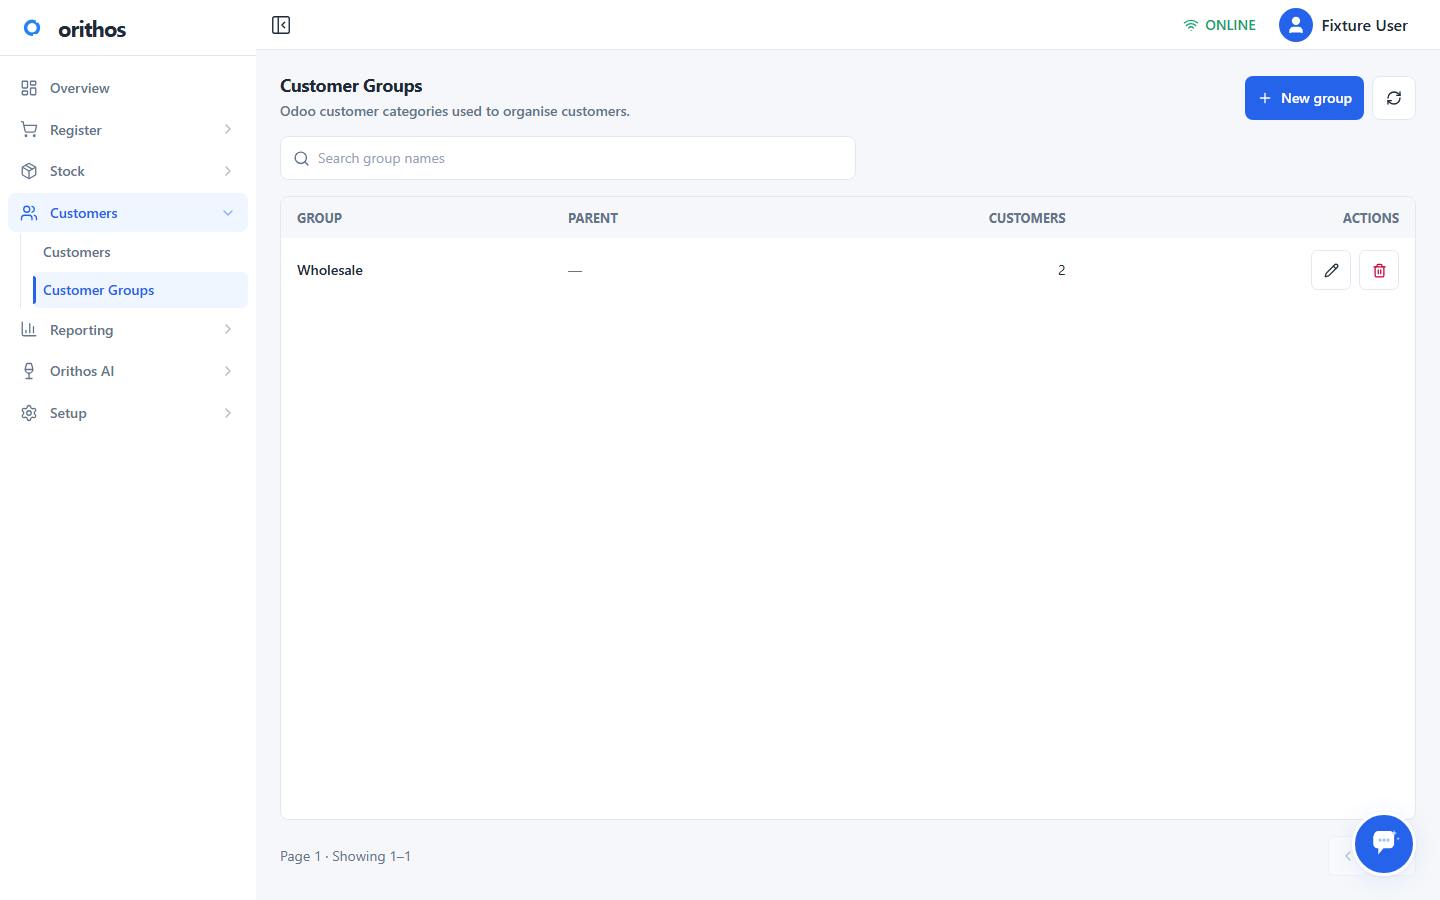 orithos
ONLINE
Fixture User
Overview
Register
Stock
Customers
Customers
Customer Groups
Reporting
Orithos AI
Setup
Customer Groups
Odoo customer categories used to organise customers.
New group
Search group names
GROUP PARENT CUSTOMERS ACTIONS
Wholesale — 2
Page 1 · Showing 1–1